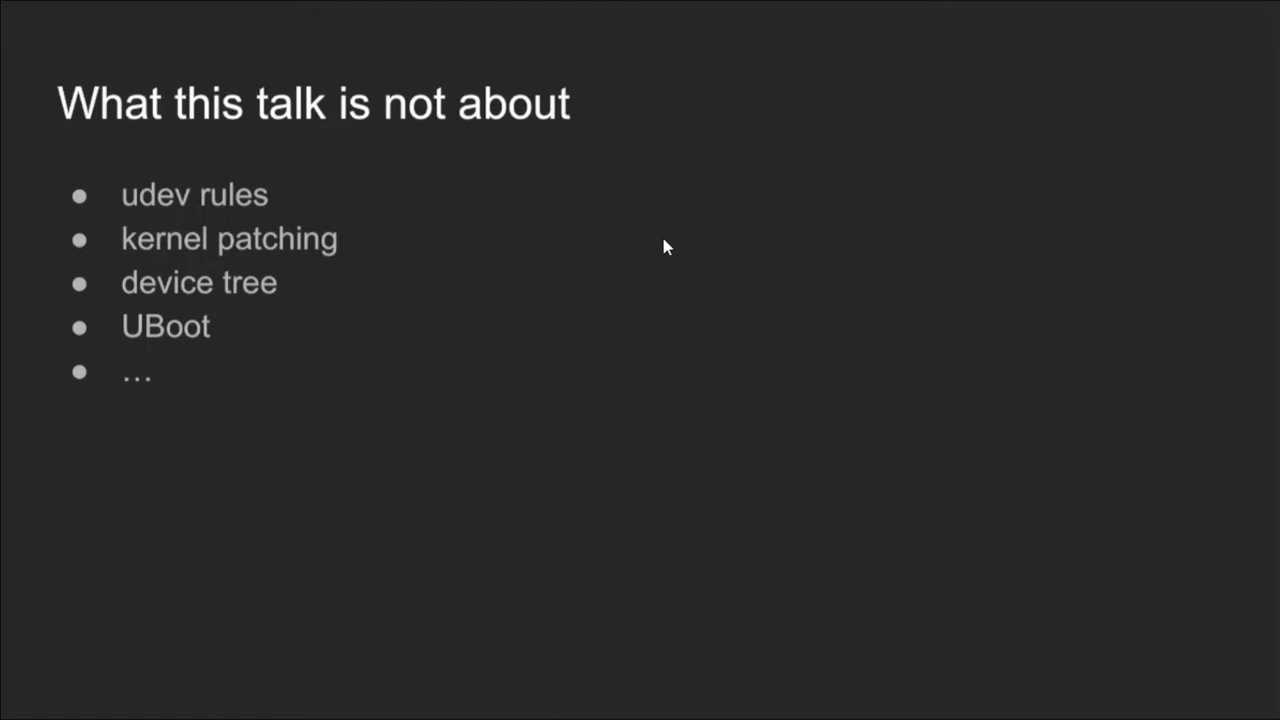 What this talk is not about
● udev rules
● kernel patching
● device tree
● UBoot
● …